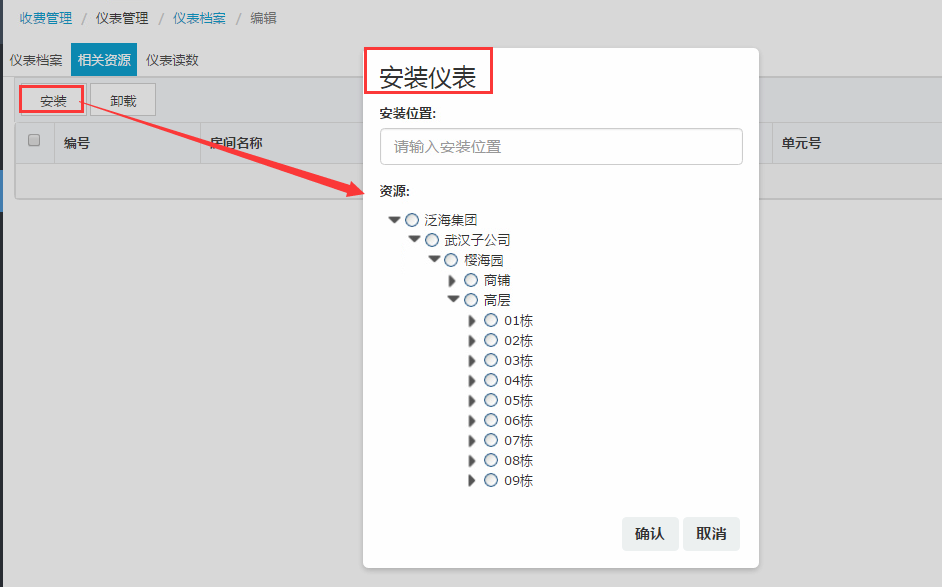 收费管理 / 仪表管理 / 仪表档案 / 编辑
仪表档案 相关资源 仪表读数
安装 卸载
编号 房间名称 单元号
安装仪表
安装位置:
请输入安装位置
资源:
泛海集团
武汉子公司
樱海园
商铺
高层
01栋
02栋
03栋
04栋
05栋
06栋
07栋
08栋
09栋
确认 取消